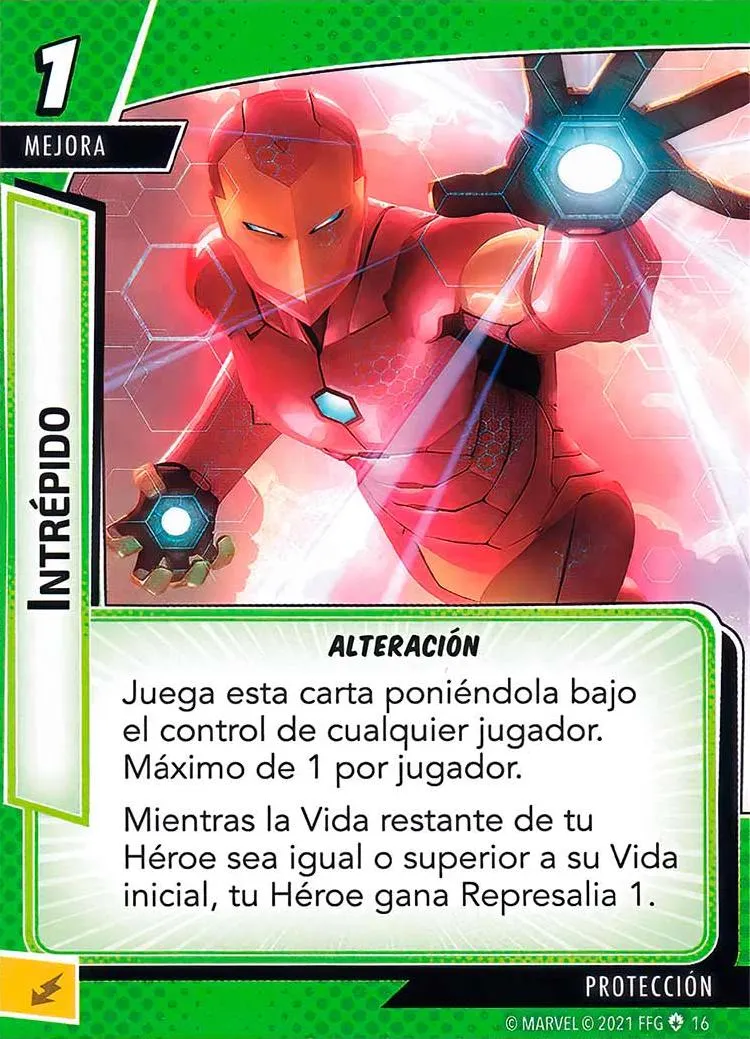 1
MEJORA
INTRÉPIDO
ALTERACIÓN
Juega esta carta poniéndola bajo
el control de cualquier jugador.
Máximo de 1 por jugador.
Mientras la Vida restante de tu
Héroe sea igual o superior a su Vida
inicial, tu Héroe gana Represalia 1.
PROTECCIÓN
© MARVEL © 2021 FFG 16